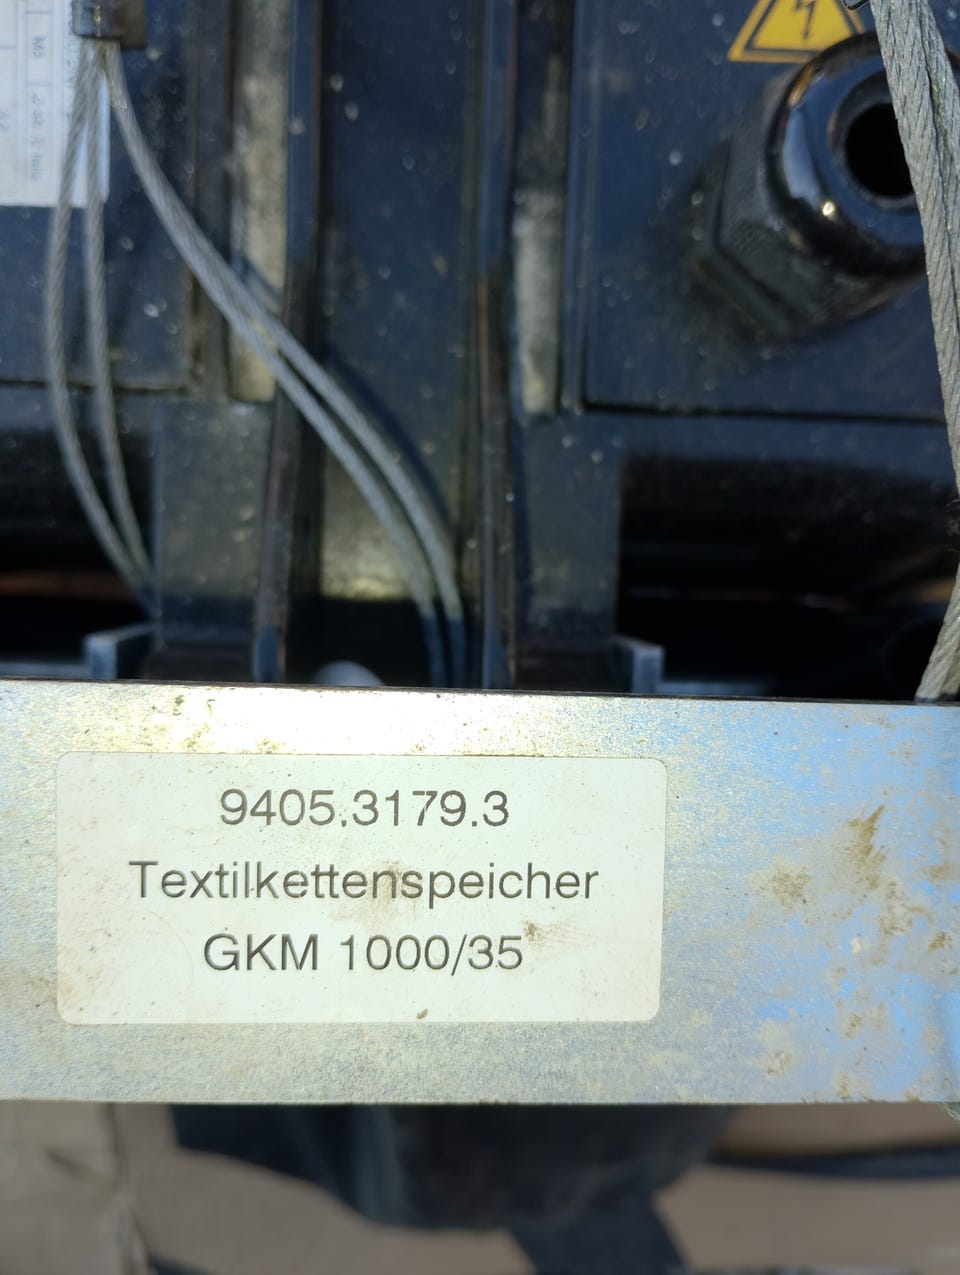 9405.3179.3
Textilkettenspeicher
GKM 1000/35